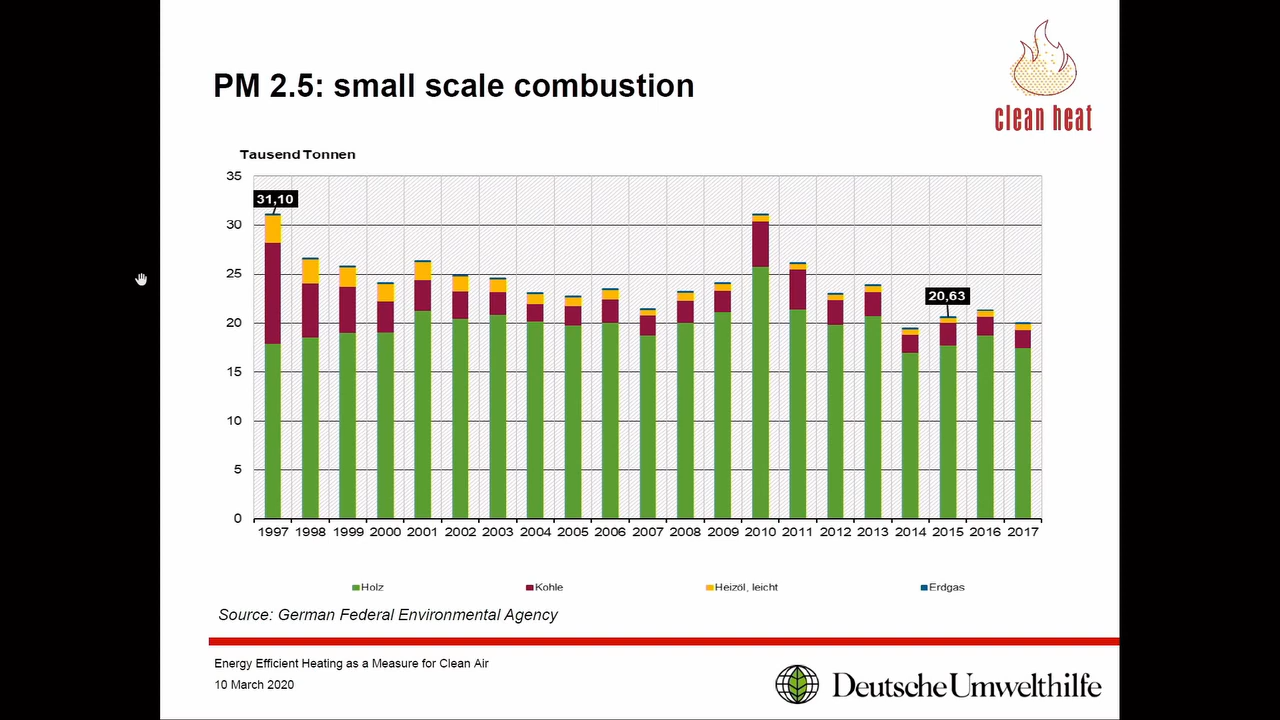 PM 2.5: small scale combustion
clean heat
Tausend Tonnen
35
31,10
30
25
20,63
20
15
10
5
0
1997 1998 1999 2000 2001 2002 2003 2004 2005 2006 2007 2008 2009 2010 2011 2012 2013 2014 2015 2016 2017
Holz Kohle Heizöl, leicht Erdgas
Source: German Federal Environmental Agency
Energy Efficient Heating as a Measure for Clean Air
10 March 2020
Deutsche Umwelthilfe